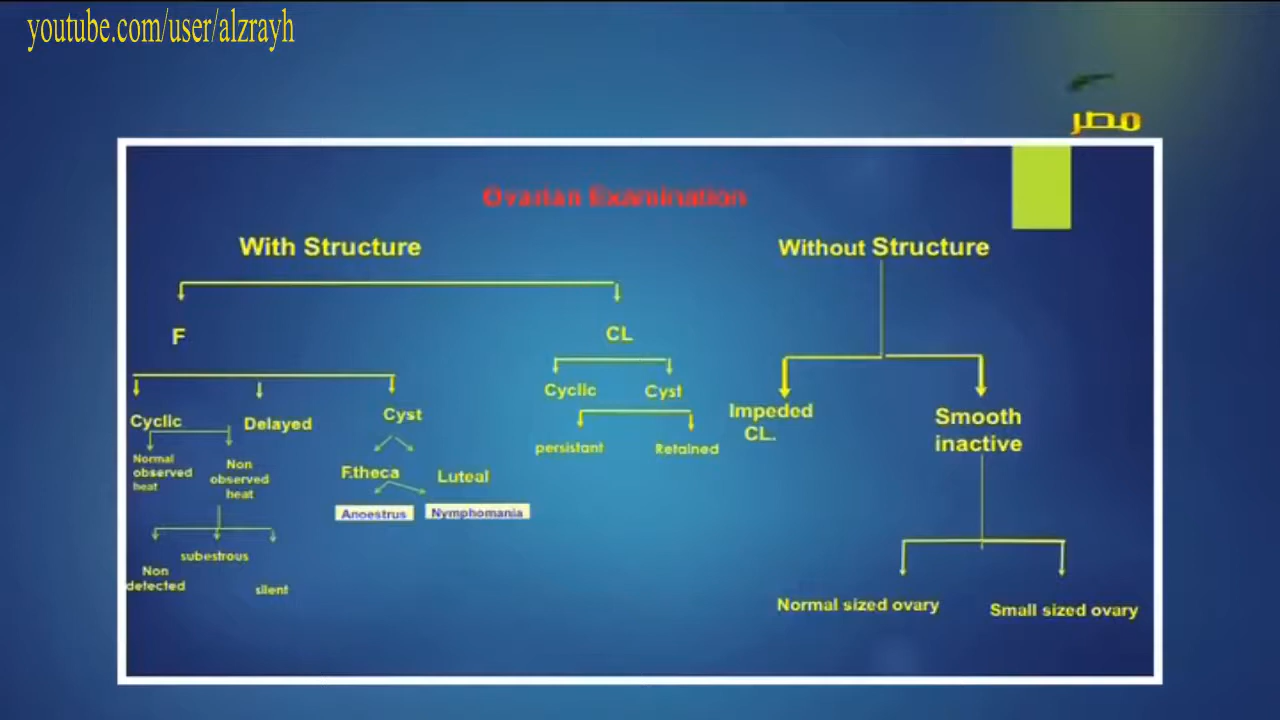 youtube.com/user/alzrayh
مصر
Ovarian Examination
With Structure
Without Structure
F
CL
Cyclic
Cyst
Cyclic
Delayed
Cyst
persistant
Retained
Impeded
CL.
Smooth
inactive
Normal
observed
heat
Non
observed
heat
F.theca
Luteal
Anoestrus
Nymphomania
subestrous
Non
detected
silent
Normal sized ovary
Small sized ovary